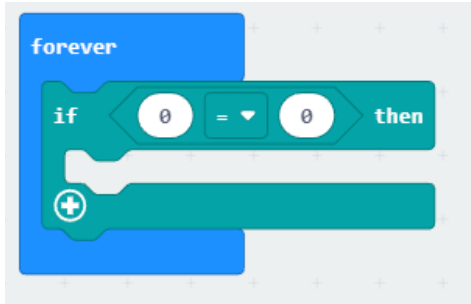 forever
if 0 = 0 then